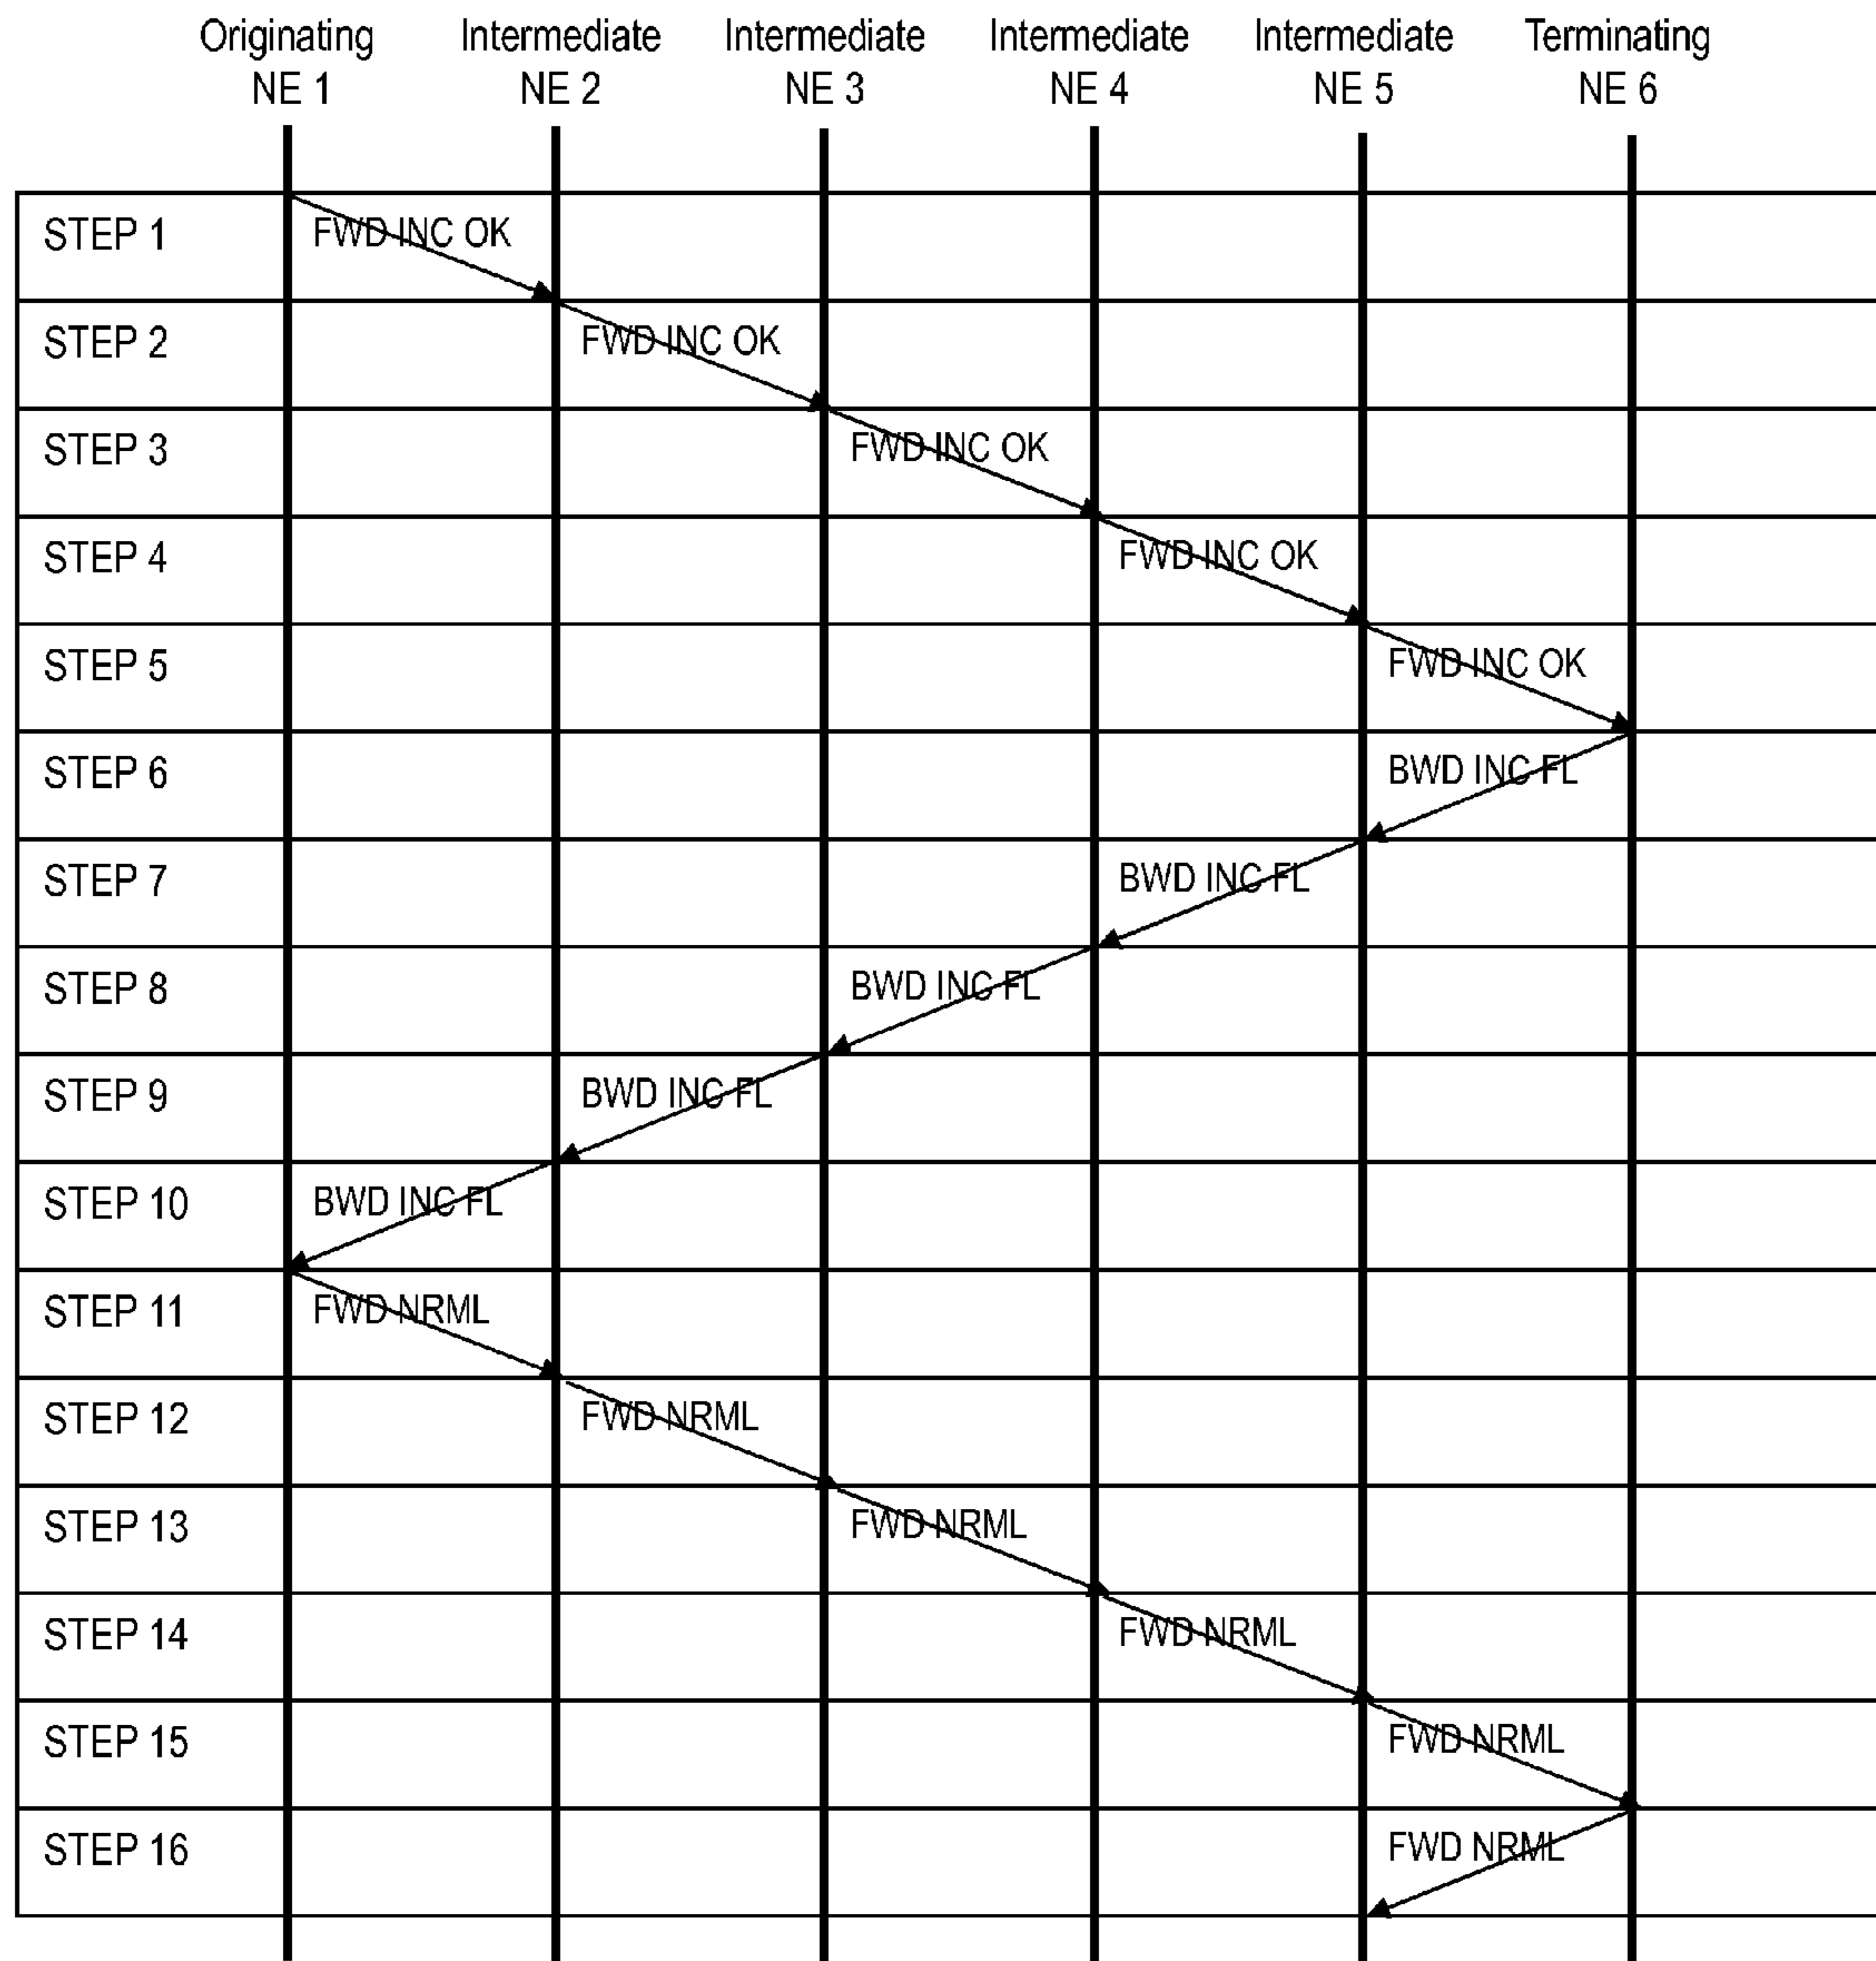 Originating Intermediate Intermediate Intermediate Intermediate Terminating
NE 1 NE 2 NE 3 NE 4 NE 5 NE 6
STEP 1 FWD INC OK
STEP 2 FWD INC OK
STEP 3 FWD INC OK
STEP 4 FWD INC OK
STEP 5 FWD INC OK
STEP 6 BWD INC FL
STEP 7 BWD INC FL
STEP 8 BWD INC FL
STEP 9 BWD INC FL
STEP 10 BWD INC FL
STEP 11 FWD NRML
STEP 12 FWD NRML
STEP 13 FWD NRML
STEP 14 FWD NRML
STEP 15 FWD NRML
STEP 16 FWD NRML